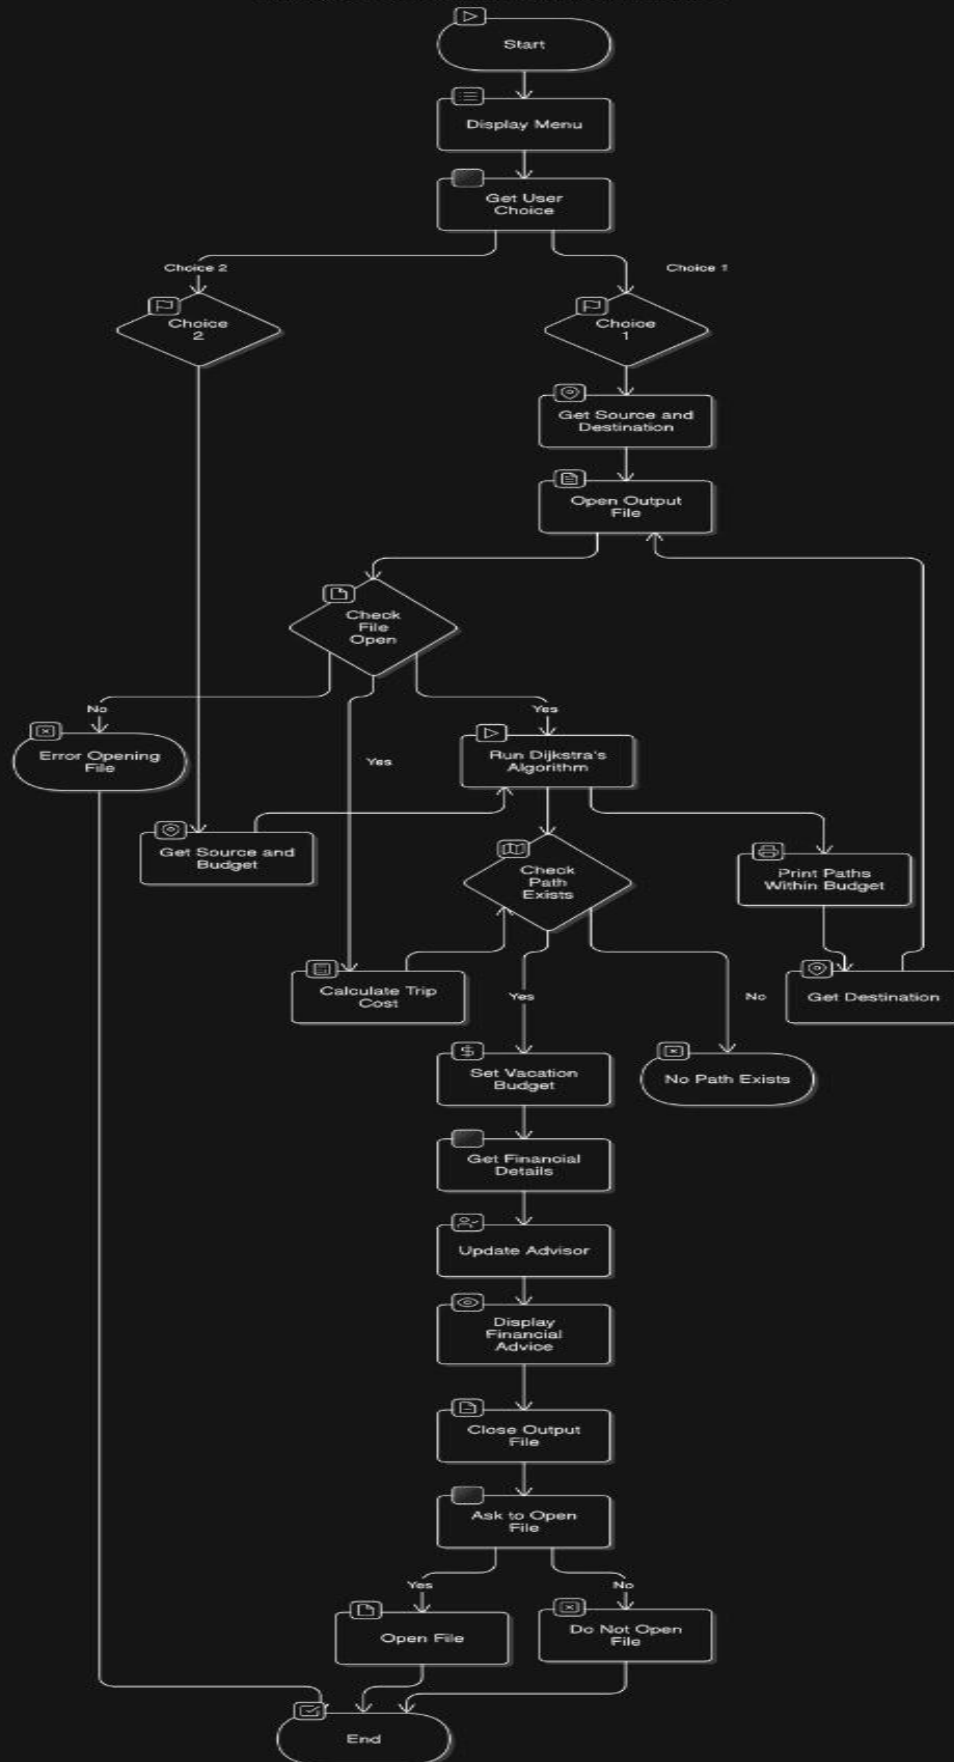 Start
Display Menu
Get User
Choice
Choice 2
Choice 1
Choice
2
Choice
1
Get Source and
Destination
Open Output
File
Check
File
Open
No
Yes
Error Opening
File
Yes
Run Dijkstra's
Algorithm
Get Source and
Budget
Check
Path
Exists
Print Paths
Within Budget
Calculate Trip
Cost
Yes
No
Get Destination
Set Vacation
Budget
No Path Exists
Get Financial
Details
Update Advisor
Display
Financial
Advice
Close Output
File
Ask to Open
File
Yes
No
Open File
Do Not Open
File
End